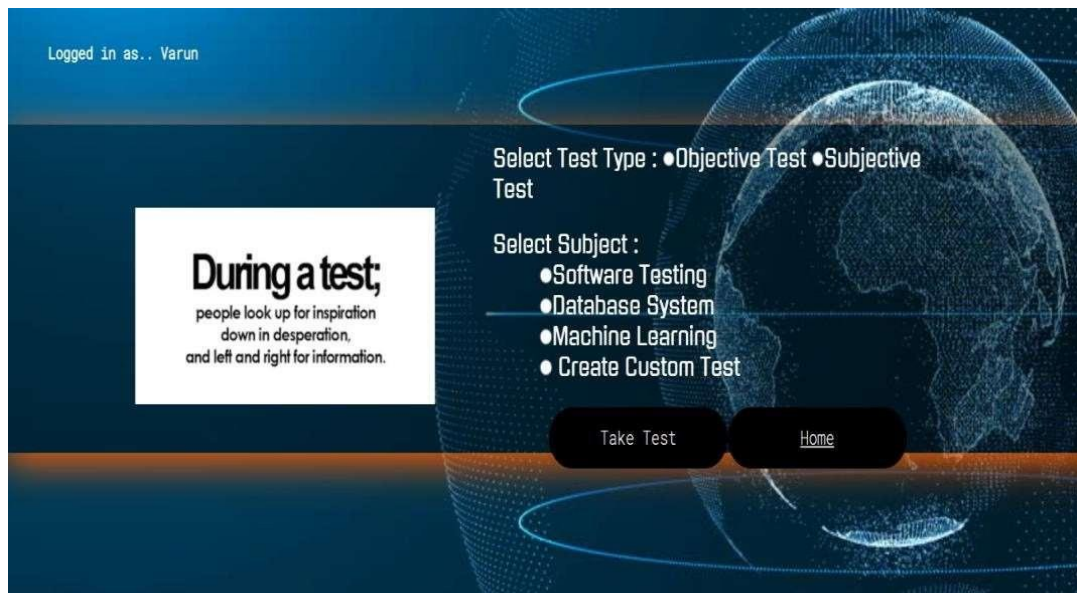 Logged in as.. Varun
Select Test Type : ●Objective Test ●Subjective
Test
During a test;
people look up for inspiration
down in desperation,
and left and right for information.
Select Subject :
●Software Testing
●Database System
●Machine Learning
● Create Custom Test
Take Test
Home